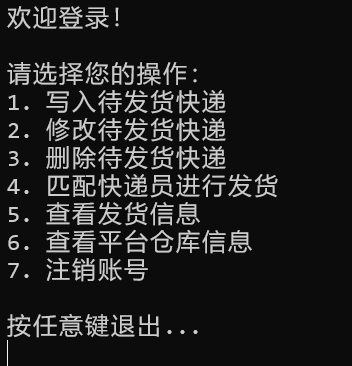 欢迎登录!
请选择您的操作:
1. 写入待发货快递
2. 修改待发货快递
3. 删除待发货快递
4. 匹配快递员进行发货
5. 查看发货信息
6. 查看平台仓库信息
7. 注销账号
按任意键退出...